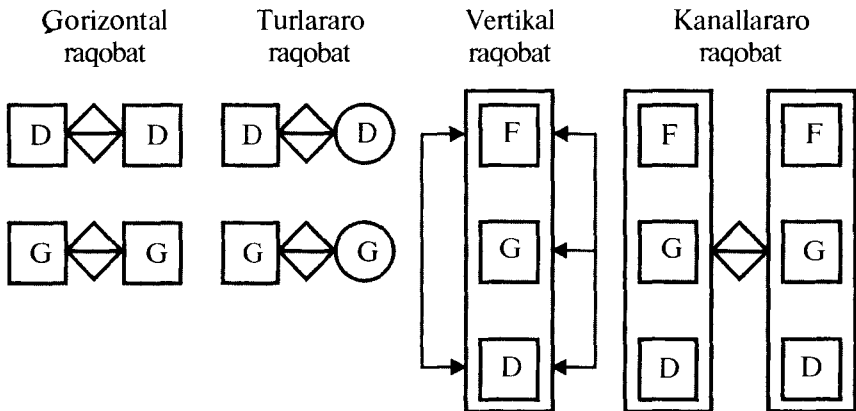 Gorizontal
raqobat
Turlararo
raqobat
Vertikal
raqobat
Kanallararo
raqobat
D D
D D
F
F
F
G G
G G
G
G
G
D
D
D